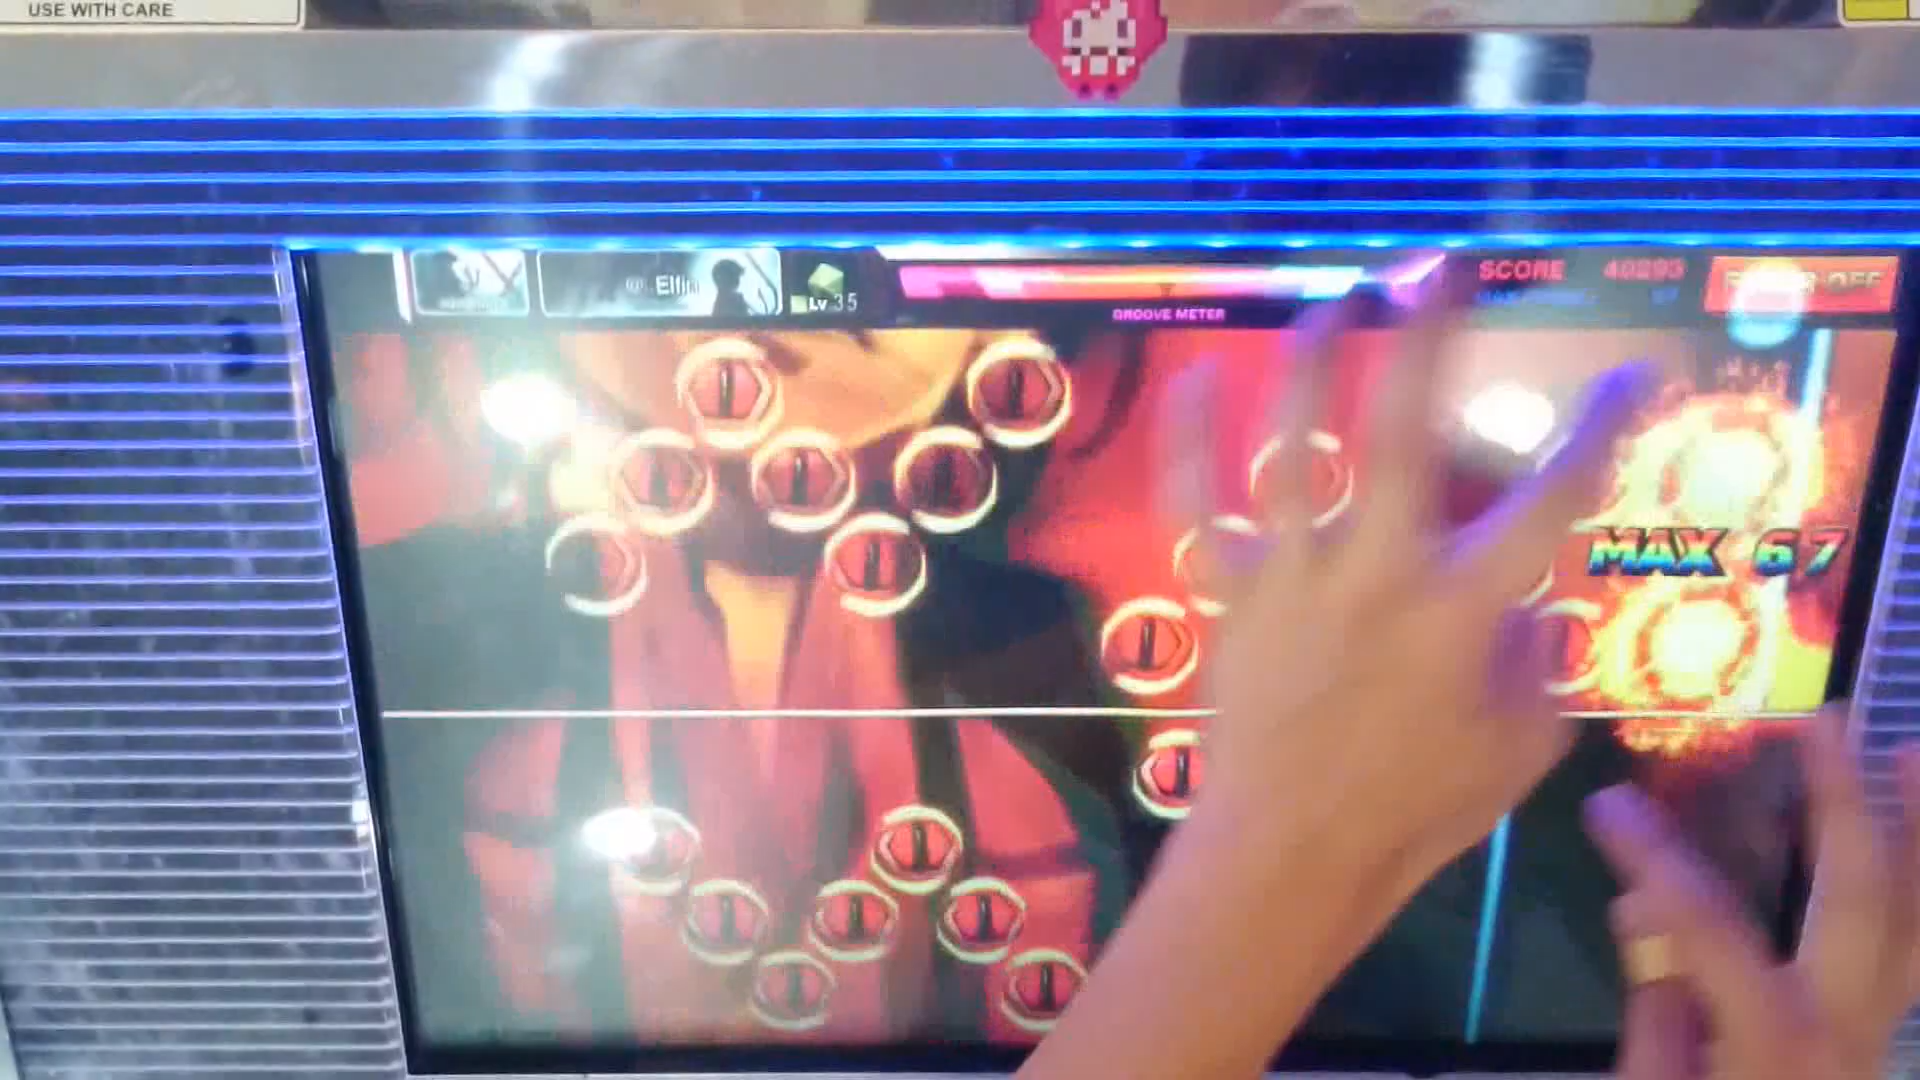 USE WITH CARE
Elfin
Lv.35
GROOVE METER
SCORE 40293
MAX 67